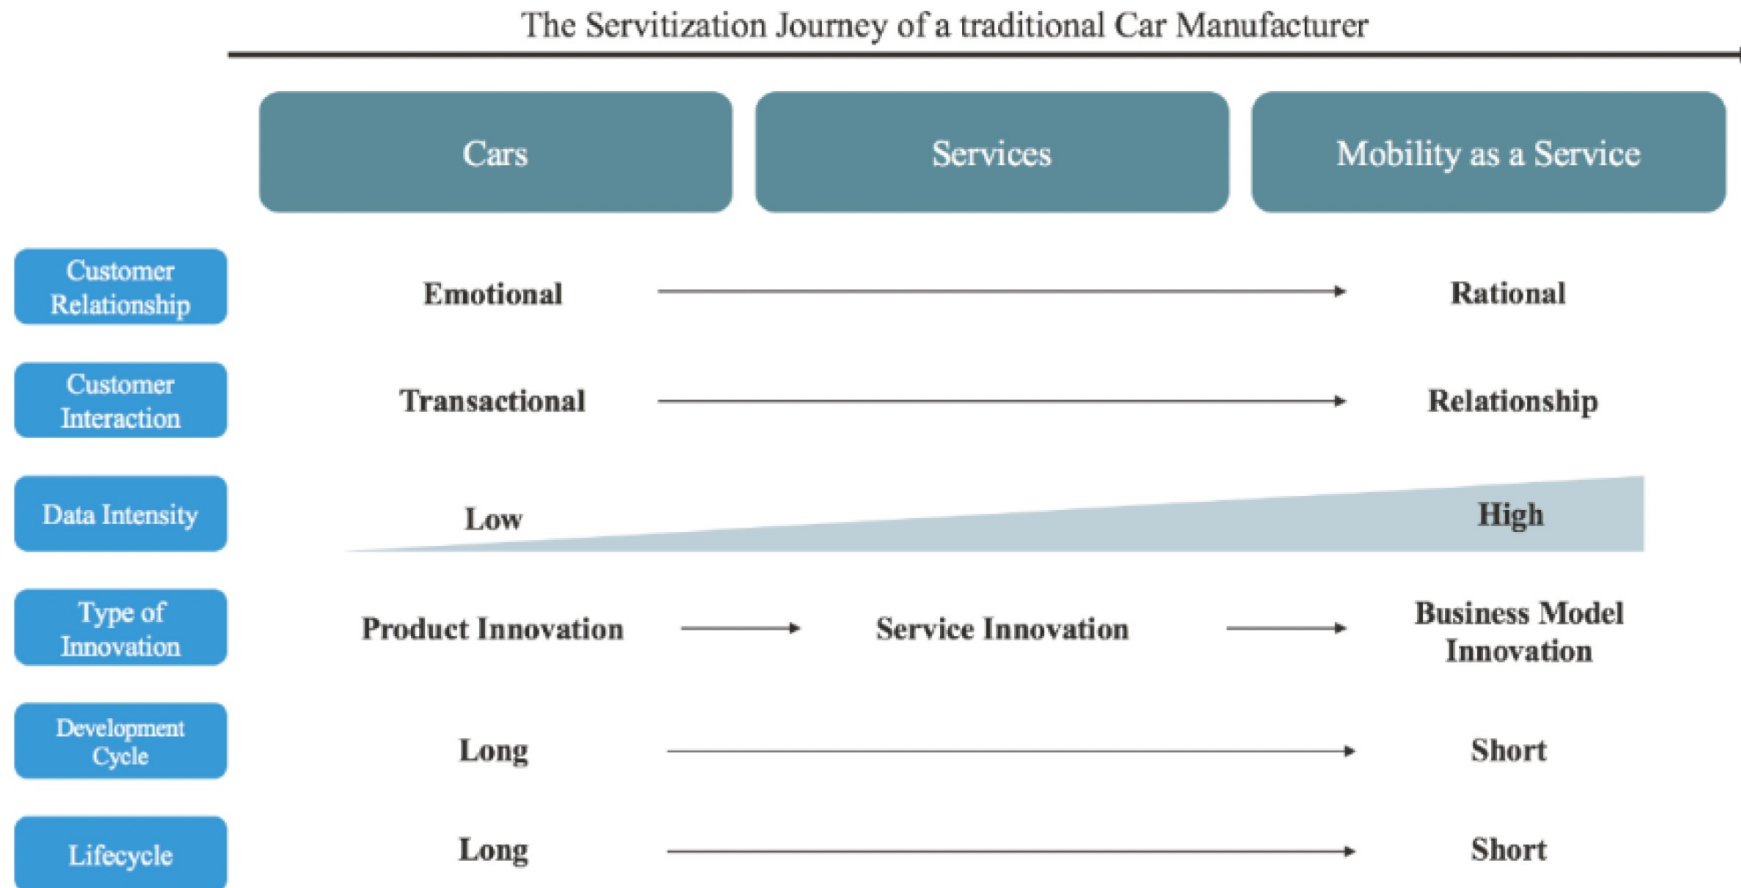 The Servitization Journey of a traditional Car Manufacturer
Cars
Services
Mobility as a Service
Customer
Relationship
Emotional
Rational
Customer
Interaction
Transactional
Relationship
Data Intensity
Low
High
Type of
Innovation
Product Innovation
Service Innovation
Business Model
Innovation
Development
Cycle
Long
Short
Lifecycle
Long
Short